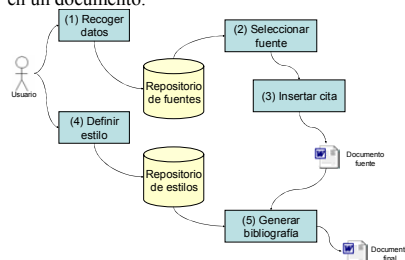 en un documento.
(1) Recoger
datos
(2) Seleccionar
fuente
Usuario
Repositorio
de fuentes
(3) Insertar cita
(4) Definir
estilo
Documento
fuente
Repositorio
de estilos
(5) Generar
bibliografía
Document
final